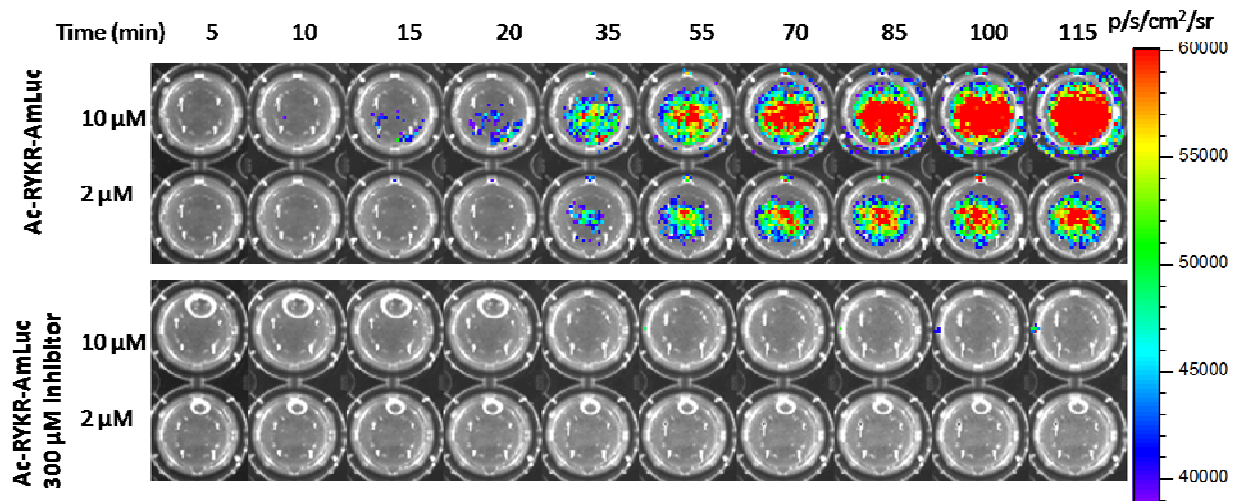 Time (min) 5 10 15 20 35 55 70 85 100 115 p/s/cm²/sr
Ac-RYKR-AmLuc
10 µM
2 µM
Ac-RYKR-AmLuc
300 µM Inhibitor
10 µM
2 µM
60000
55000
50000
45000
40000